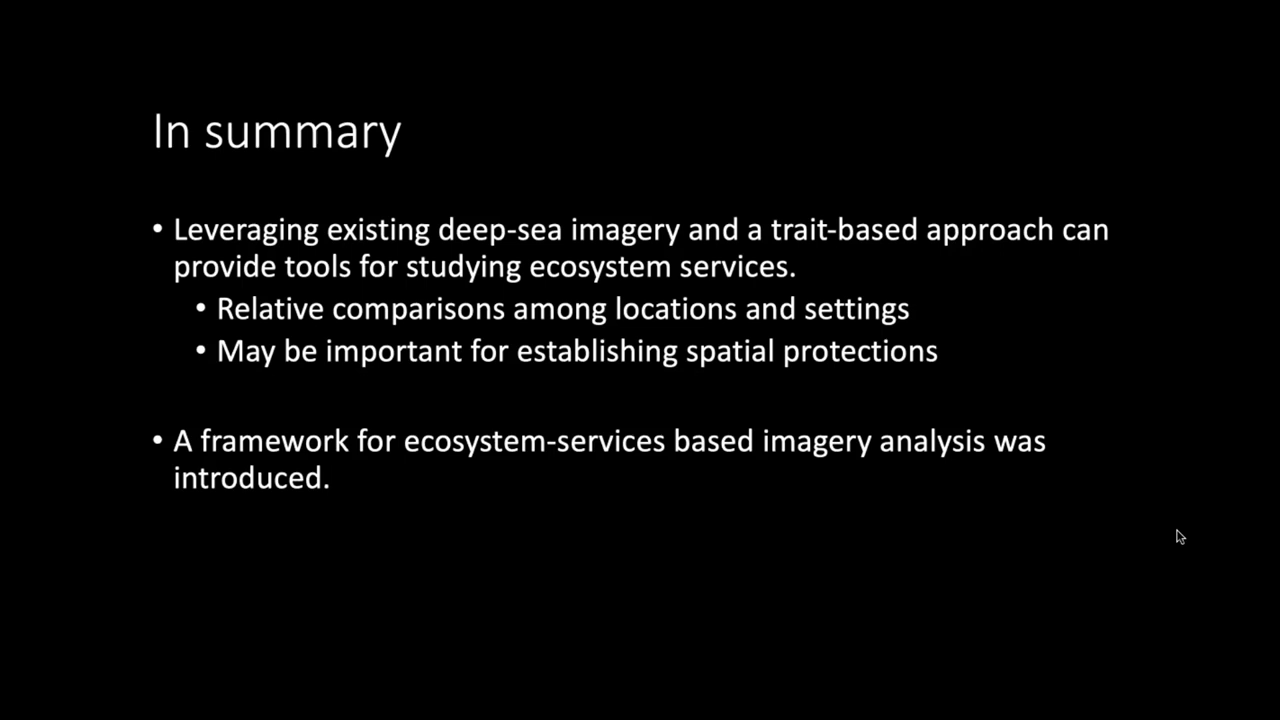 In summary
• Leveraging existing deep-sea imagery and a trait-based approach can
provide tools for studying ecosystem services.
• Relative comparisons among locations and settings
• May be important for establishing spatial protections
• A framework for ecosystem-services based imagery analysis was
introduced.